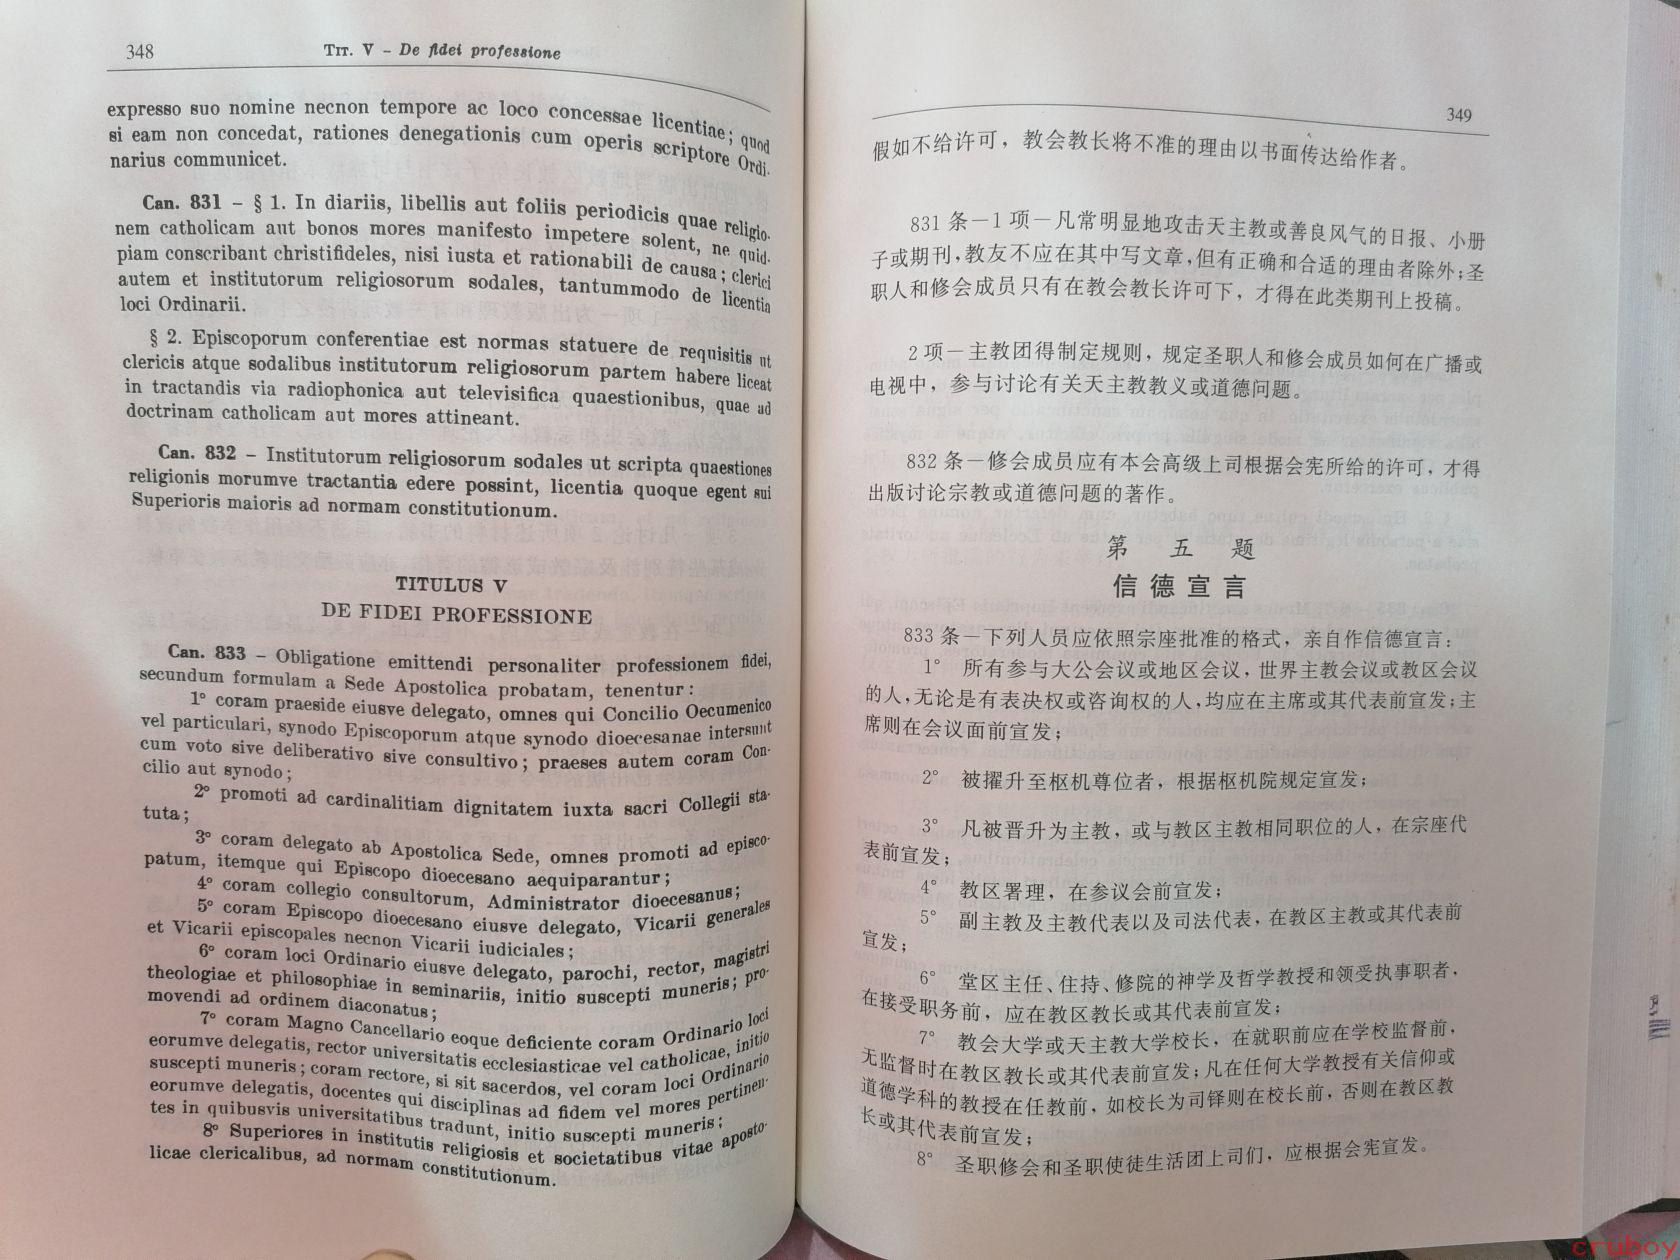 348
TIT. V – De fidei professione
expresso suo nomine necnon tempore ac loco concessae licentiae; quod
si eam non concedat, rationes denegationis cum operis scriptore Ordi-
narius communicet.
Can. 831 – § 1. In diariis, libellis aut foliis periodicis quae religio-
nem catholicam aut bonos mores manifesto impetere solent, ne quid-
piam conscribant christifideles, nisi iusta et rationabili de causa; clerici
autem et institutorum religiosorum sodales, tantummodo de licentia
loci Ordinarii.
§ 2. Episcoporum conferentiae est normas statuere de requisitis ut
clericis atque sodalibus institutorum religiosorum partem habere liceat
in tractandis via radiophonica aut televisifica quaestionibus, quae ad
doctrinam catholicam aut mores attineant.
Can. 832 – Institutorum religiosorum sodales ut scripta quaestiones
religionis morumve tractantia edere possint, licentia quoque egent sui
Superioris maioris ad normam constitutionum.
TITULUS V
DE FIDEI PROFESSIONE
Can. 833 – Obligatione emittendi personaliter professionem fidei,
secundum formulam a Sede Apostolica probatam, tenentur:
1° coram praeside eiusve delegato, omnes qui Concilio Oecumenico
vel particulari, synodo Episcoporum atque synodo dioecesanae intersunt
cum voto sive deliberativo sive consultivo; praeses autem coram Con-
cilio aut synodo;
2° promoti ad cardinalitiam dignitatem iuxta sacri Collegii sta-
tuta;
3° coram delegato ab Apostolica Sede, omnes promoti ad episco-
patum, itemque qui Episcopo dioecesano aequiparantur;
4° coram collegio consultorum, Administrator dioecesanus;
5° coram Episcopo dioecesano eiusve delegato, Vicarii generales
et Vicarii episcopales necnon Vicarii iudiciales;
6° coram loci Ordinario eiusve delegato, parochi, rector, magistri
theologiae et philosophiae in seminariis, initio suscepti muneris; pro-
movendi ad ordinem diaconatus;
7° coram Magno Cancellario eoque deficiente coram Ordinario loci
eorumve delegatis, rector universitatis ecclesiasticae vel catholicae, initio
suscepti muneris; coram rectore, si sit sacerdos, vel coram loci Ordinario
eorumve delegatis, docentes qui disciplinas ad fidem vel mores pertinen-
tes in quibusvis universitatibus tradunt, initio suscepti muneris;
8° Superiores in institutis religiosis et societatibus vitae aposto-
licae clericalibus, ad normam constitutionum.
349
假如不给许可，教会教长将不准的理由以书面传达给作者。
831 条－1 项－凡常明显地攻击天主教或善良风气的日报、小册
子或期刊，教友不应在其中写文章，但有正确和合适的理由者除外；圣
职人和修会成员只有在教会教长许可下，才得在此类期刊上投稿。
2 项－主教团得制定规则，规定圣职人和修会成员如何在广播或
电视中，参与讨论有关天主教教义或道德问题。
832 条－修会成员应有本会高级上司根据会宪所给的许可，才得
出版讨论宗教或道德问题的著作。
第 五 题
信德宣言
833 条－下列人员应依照宗座批准的格式，亲自作信德宣言：
1° 所有参与大公会议或地区会议，世界主教会议或教区会议
的人，无论是有表决权或咨询权的人，均应在主席或其代表前宣发；主
席则在会议面前宣发；
2° 被擢升至枢机尊位者，根据枢机院规定宣发；
3° 凡被晋升为主教，或与教区主教相同职位的人，在宗座代
表前宣发；
4° 教区署理，在参议会前宣发；
5° 副主教及主教代表以及司法代表，在教区主教或其代表前
宣发；
6° 堂区主任、住持、修院的神学及哲学教授和领受执事职者，
在接受职务前，应在教区教长或其代表前宣发；
7° 教会大学或天主教大学校长，在就职前应在学校监督前，
无监督时在教区教长或其代表前宣发；凡在任何大学教授有关信仰或
道德学科的教授在任教前，如校长为司铎则在校长前，否则在教区教
长或其代表前宣发；
8° 圣职修会和圣职使徒生活团上司们，应根据会宪宣发。
cruboy